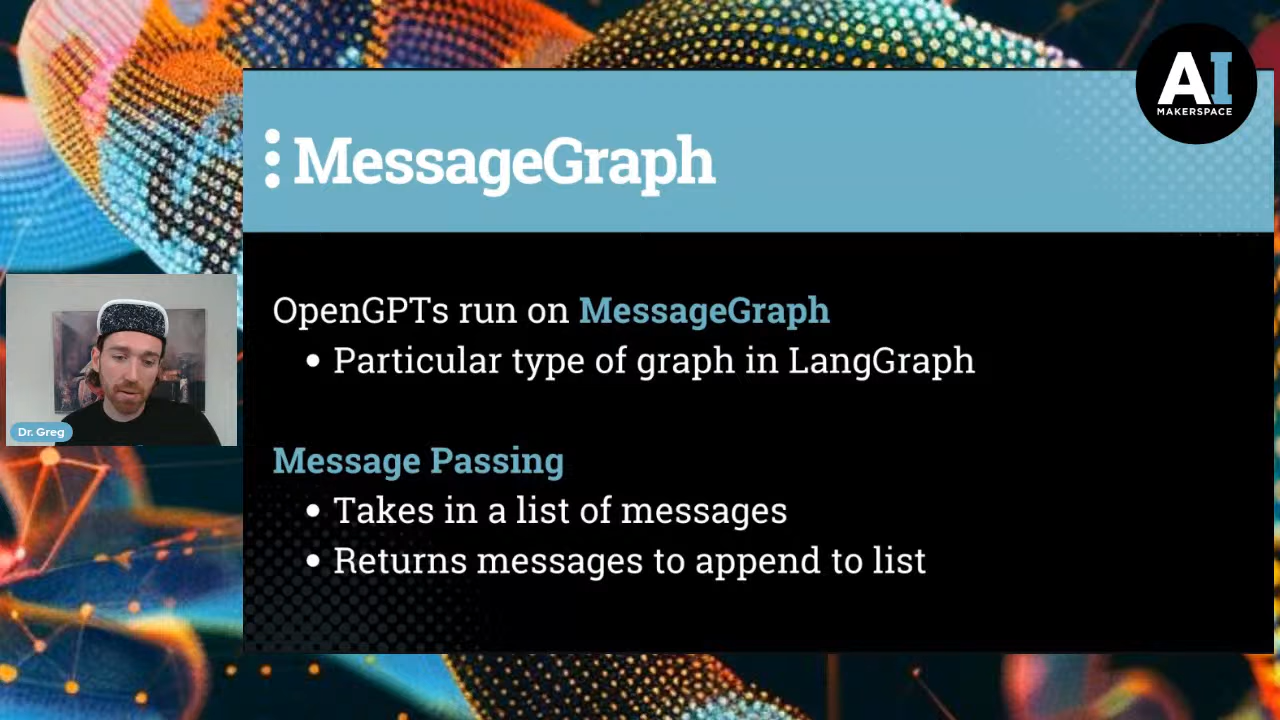 AI
MAKERSPACE
MessageGraph
OpenGPTs run on MessageGraph
• Particular type of graph in LangGraph
Message Passing
• Takes in a list of messages
• Returns messages to append to list
Dr. Greg